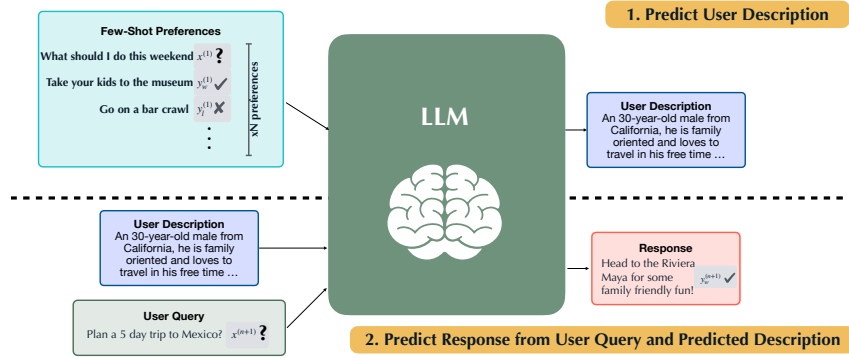 1. Predict User Description
Few-Shot Preferences
What should I do this weekend x^(1) ?
Take your kids to the museum y_w^(1) ✓
Go on a bar crawl y_l^(1) ✘
xN preferences
LLM
User Description
An 30-year-old male from
California, he is family
oriented and loves to
travel in his free time ...
User Description
An 30-year-old male from
California, he is family
oriented and loves to
travel in his free time ...
User Query
Plan a 5 day trip to Mexico? x^(n+1) ?
Response
Head to the Riviera
Maya for some
family friendly fun!
y_w^(n+1) ✓
2. Predict Response from User Query and Predicted Description